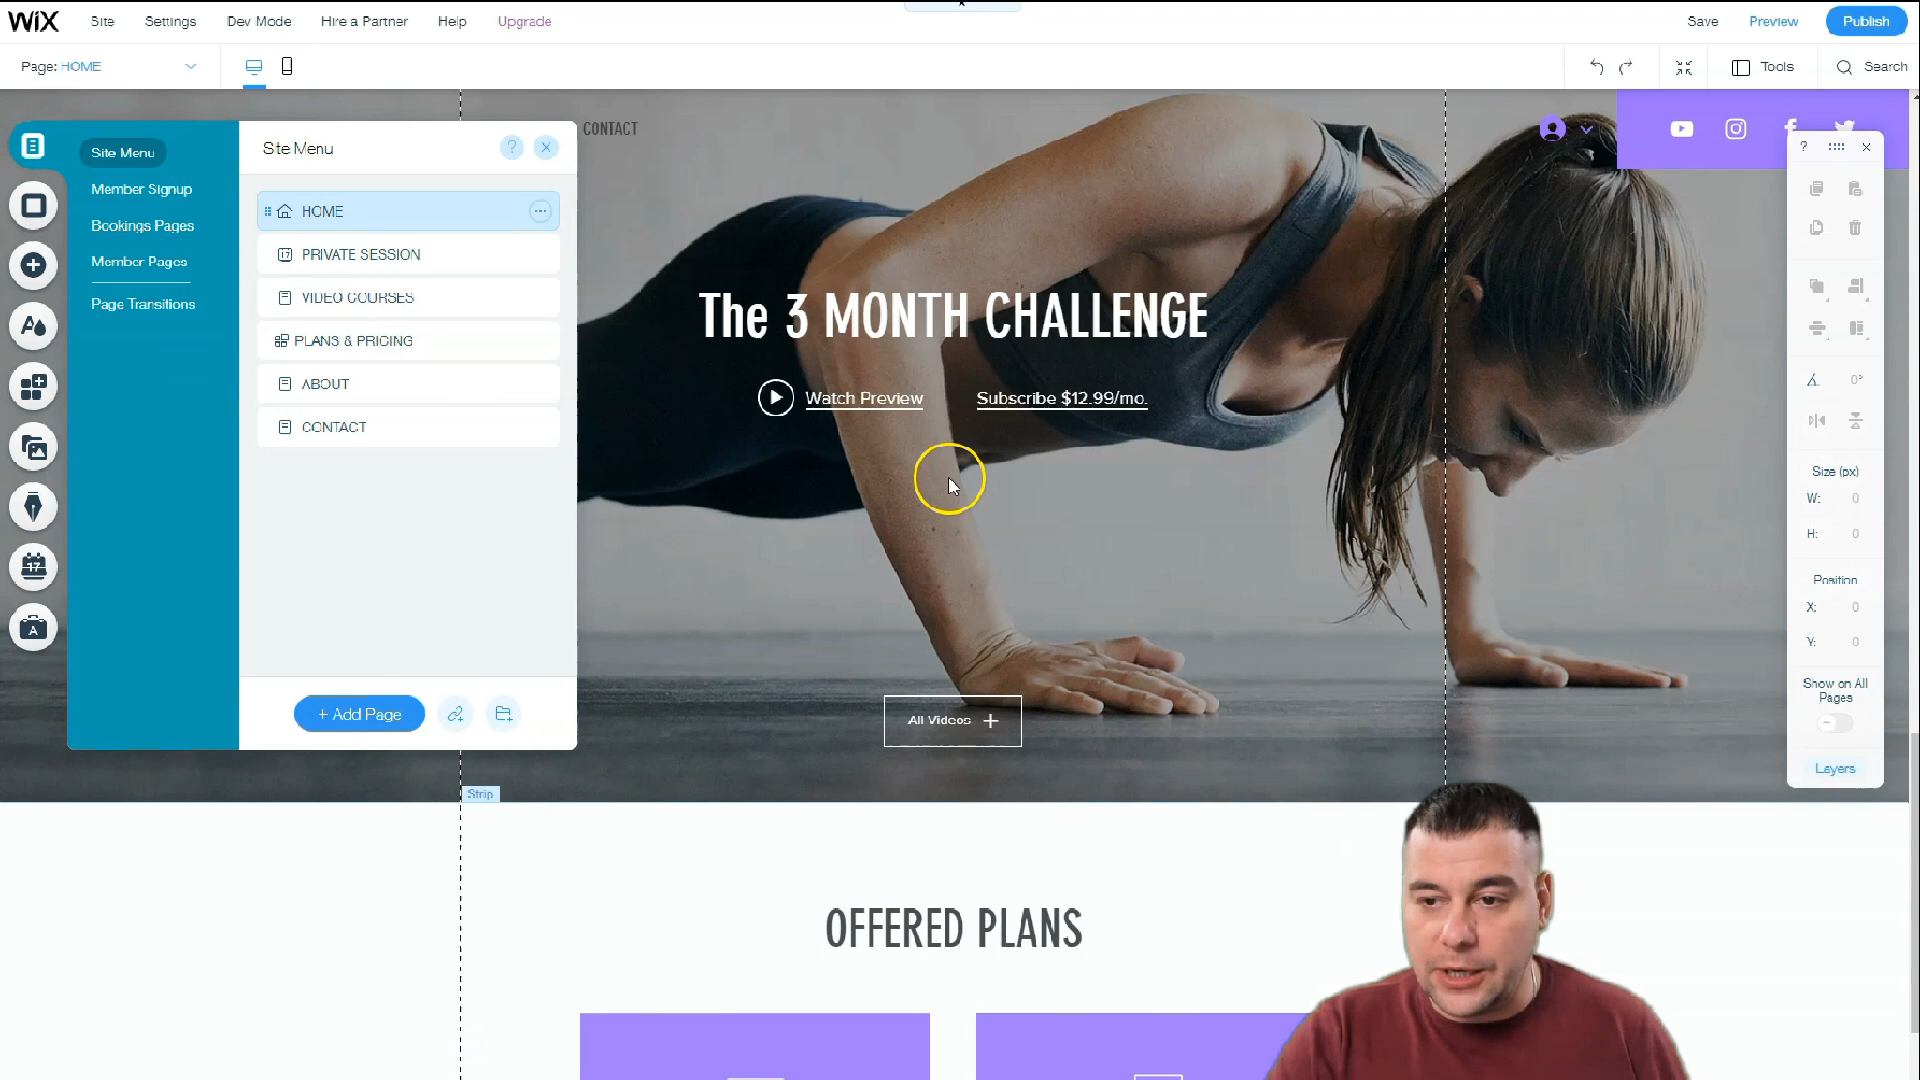 WiX Site Settings Dev Mode Hire a Partner Help Upgrade Save Preview Publish
Page: HOME Tools Search
Site Menu
Member Signup
Bookings Pages
Member Pages
Page Transitions
Site Menu ?
HOME
PRIVATE SESSION
VIDEO COURSES
PLANS & PRICING
ABOUT
CONTACT
+ Add Page
17
A
CONTACT
The 3 MONTH CHALLENGE
Watch Preview Subscribe $12.99/mo.
All Videos +
Strip
OFFERED PLANS
?
0°
Size (px)
W: 0
H: 0
Position
X: 0
Y: 0
Show on All
Pages
Layers